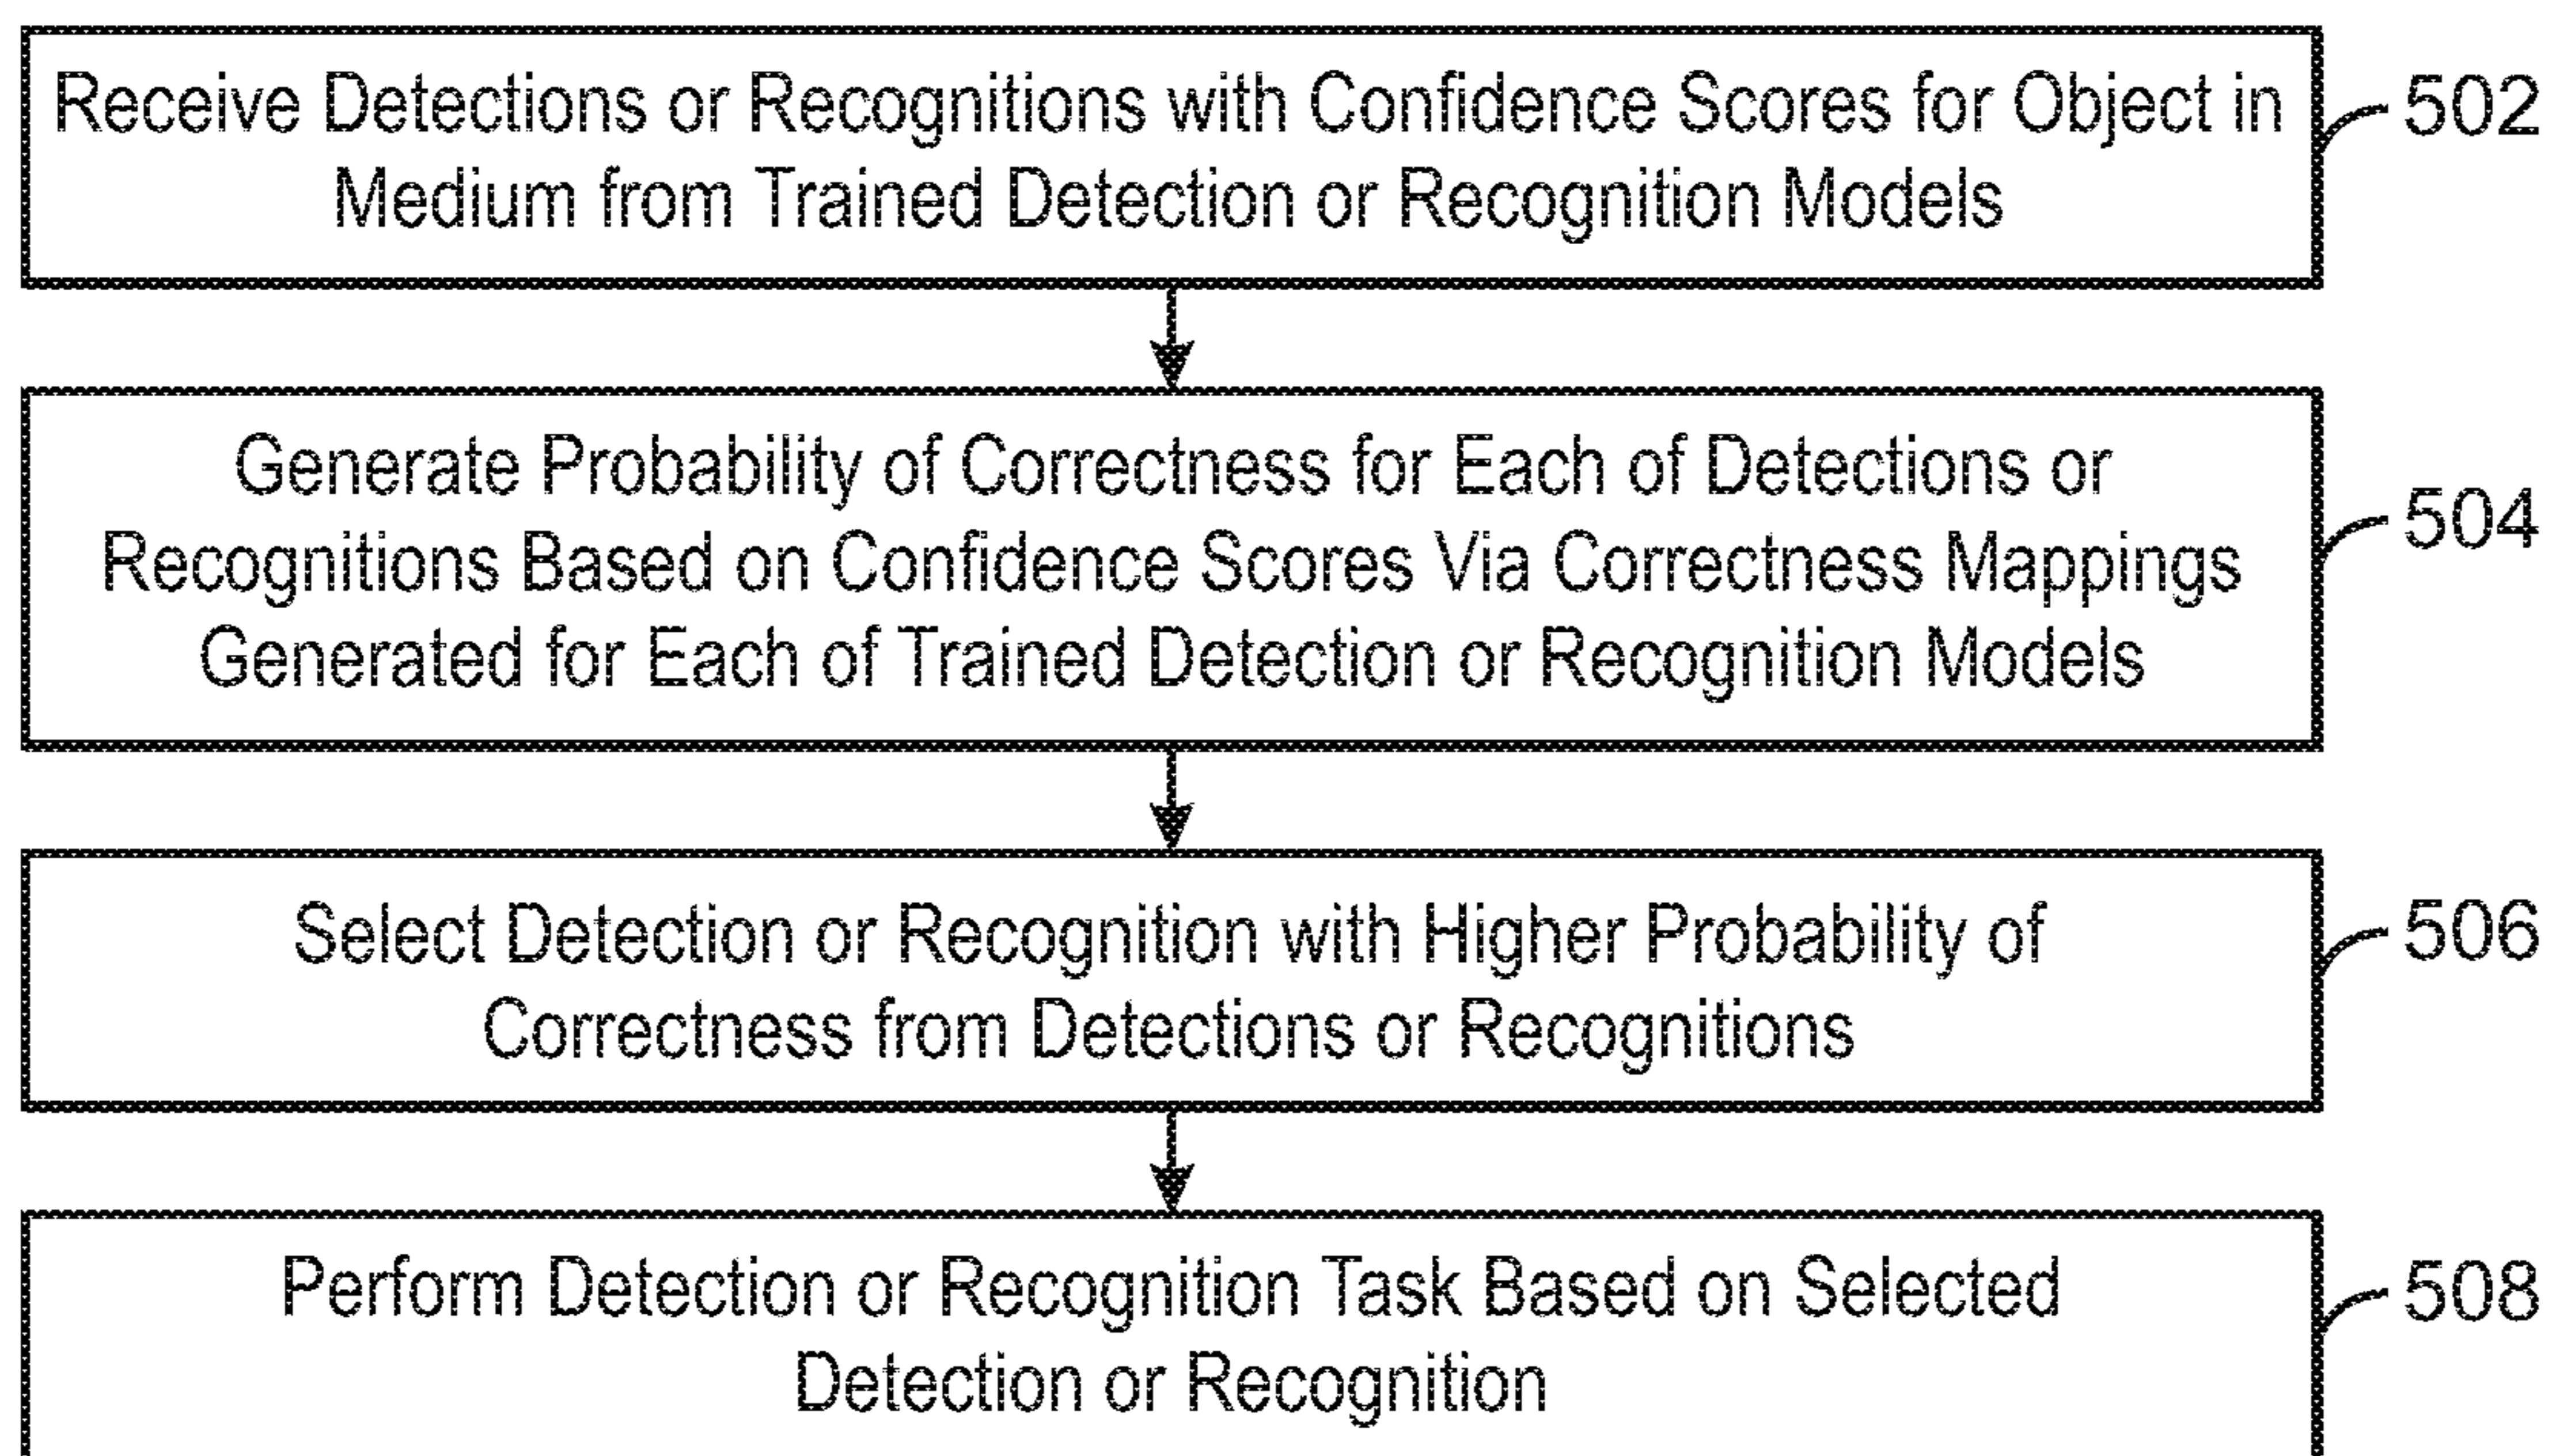 Receive Detections or Recognitions with Confidence Scores for Object in
Medium from Trained Detection or Recognition Models
502
Generate Probability of Correctness for Each of Detections or
Recognitions Based on Confidence Scores Via Correctness Mappings
Generated for Each of Trained Detection or Recognition Models
504
Select Detection or Recognition with Higher Probability of
Correctness from Detections or Recognitions
506
Perform Detection or Recognition Task Based on Selected
Detection or Recognition
508